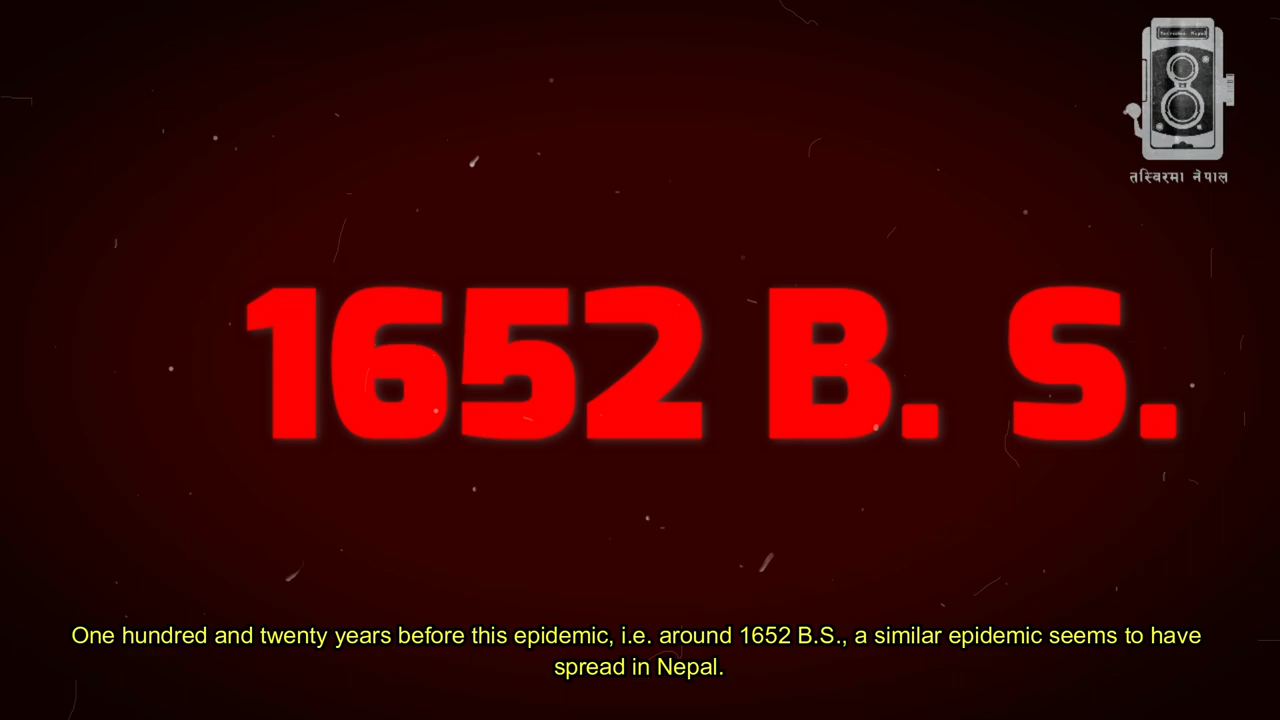 तस्विरमा नेपाल
1652 B. S.
One hundred and twenty years before this epidemic, i.e. around 1652 B.S., a similar epidemic seems to have
spread in Nepal.